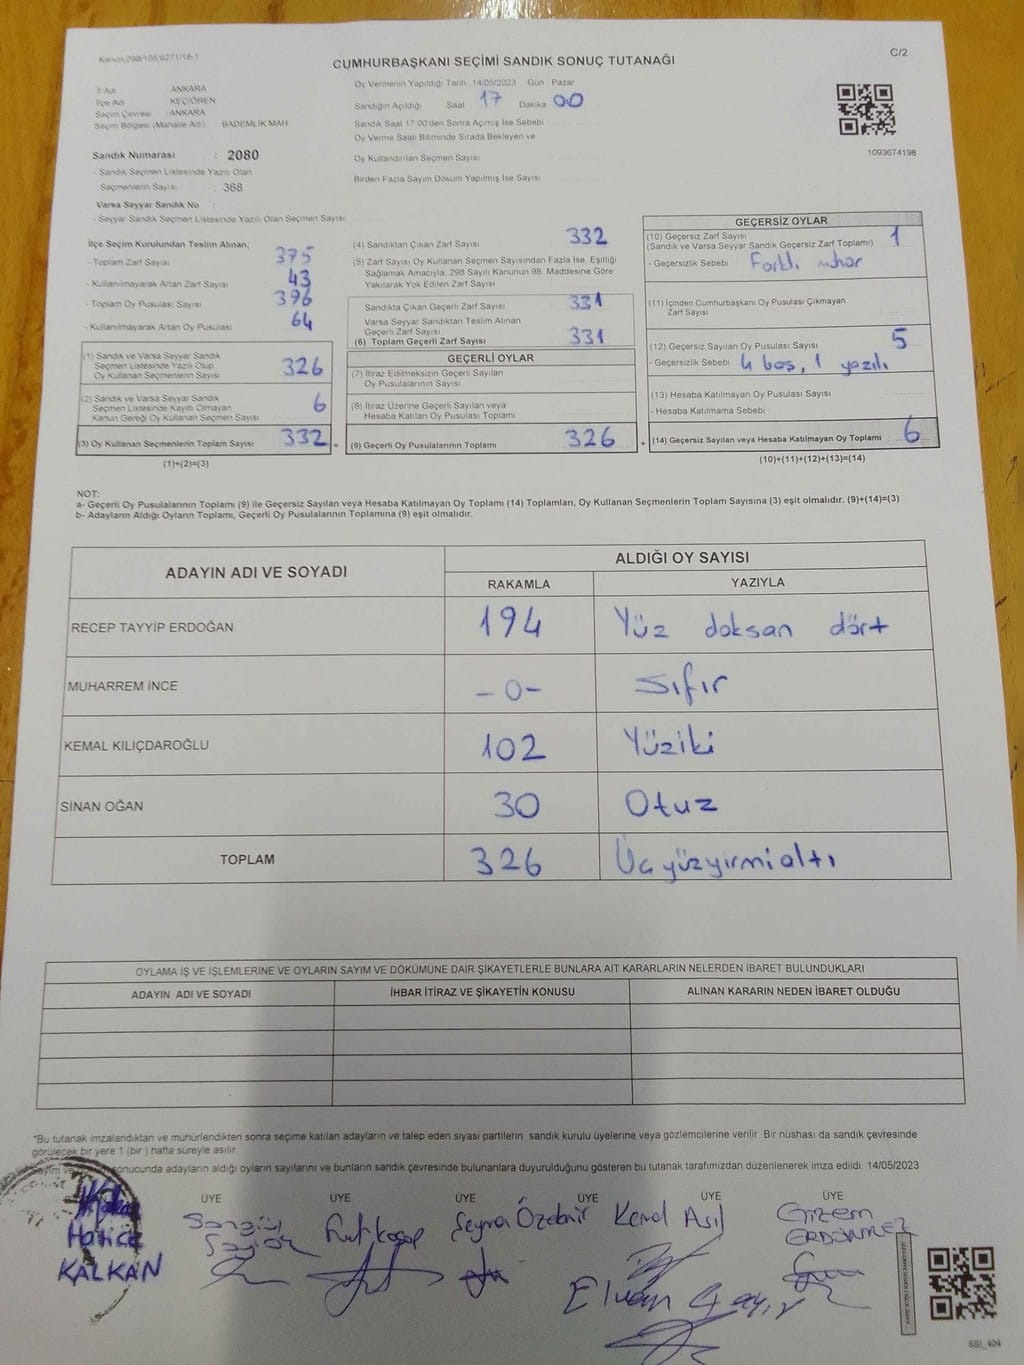 Kanun:298/105/6271/18-1
C/2
CUMHURBAŞKANI SEÇİMİ SANDIK SONUÇ TUTANAĞI
İl Adı ANKARA
İlçe Adı KEÇİÖREN
Seçim Çevresi : ANKARA
Seçim Bölgesi (Mahalle Adı) BADEMLİK MAH
Sandık Numarası : 2080
- Sandık Seçmen Listesinde Yazılı Olan
Seçmenlerin Sayısı : 368
Varsa Seyyar Sandık No :
- Seyyar Sandık Seçmen Listesinde Yazılı Olan Seçmen Sayısı
Oy Vermenin Yapıldığı Tarih 14/05/2023 Gün Pazar
Sandığın Açıldığı Saat 17 Dakika 00
Sandık Saat 17:00'den Sonra Açımış İse Sebebi
Oy Verme Saati Bitiminde Sırada Bekleyen ve
Oy Kullandırılan Seçmen Sayısı
Birden Fazla Sayım Döküm Yapılmış İse Sayısı
1093674198
İlçe Seçim Kurulundan Teslim Alınan;
- Toplam Zarf Sayısı 375
- Kullanılmayarak Artan Zarf Sayısı 43
- Toplam Oy Pusulası Sayısı 396
- Kullanılmayarak Artan Oy Pusulası 64
(1) Sandık ve Varsa Seyyar Sandık
Seçmen Listesinde Yazılı Olup
Oy Kullanan Seçmenlerin Sayısı 326
(2) Sandık ve Varsa Seyyar Sandık
Seçmen Listesinde Kayıtlı Olmayan
Kanun Gereği Oy Kullanan Seçmen Sayısı 6
(3) Oy Kullanan Seçmenlerin Toplam Sayısı 332 =
(1)+(2)=(3)
(4) Sandıktan Çıkan Zarf Sayısı 332
(5) Zarf Sayısı Oy Kullanan Seçmen Sayısından Fazla İse, Eşitliği
Sağlamak Amacıyla, 298 Sayılı Kanunun 98. Maddesine Göre
Yakılarak Yok Edilen Zarf Sayısı
Sandıkta Çıkan Geçerli Zarf Sayısı 331
Varsa Seyyar Sandıktan Teslim Alınan
Geçerli Zarf Sayısı
(6) Toplam Geçerli Zarf Sayısı 331
GEÇERLİ OYLAR
(7) İtiraz Edilmeksizin Geçerli Sayılan
Oy Pusulalarının Sayısı
(8) İtiraz Üzerine Geçerli Sayılan veya
Hesaba Katılan Oy Pusulası Toplamı
(9) Geçerli Oy Pusulalarının Toplamı 326 +
GEÇERSİZ OYLAR
(10) Geçersiz Zarf Sayısı 1
(Sandık ve Varsa Seyyar Sandık Geçersiz Zarf Toplamı)
- Geçersizlik Sebebi Farklı mühür
(11) İçinden Cumhurbaşkanı Oy Pusulası Çıkmayan
Zarf Sayısı
(12) Geçersiz Sayılan Oy Pusulası Sayısı 5
- Geçersizlik Sebebi 4 boş, 1 yazılı
(13) Hesaba Katılmayan Oy Pusulası Sayısı
- Hesaba Katılmama Sebebi
(14) Geçersiz Sayılan veya Hesaba Katılmayan Oy Toplamı 6
(10)+(11)+(12)+(13)=(14)
NOT:
a- Geçerli Oy Pusulalarının Toplamı (9) ile Geçersiz Sayılan veya Hesaba Katılmayan Oy Toplamı (14) Toplamları, Oy Kullanan Seçmenlerin Toplam Sayısına (3) eşit olmalıdır. (9)+(14)=(3)
b- Adayların Aldığı Oyların Toplamı, Geçerli Oy Pusulalarının Toplamına (9) eşit olmalıdır.
ADAYIN ADI VE SOYADI
ALDIĞI OY SAYISI
RAKAMLA YAZIYLA
RECEP TAYYİP ERDOĞAN 194 Yüz doksan dört
MUHARREM İNCE -0- Sıfır
KEMAL KILIÇDAROĞLU 102 Yüziki
SİNAN OĞAN 30 Otuz
TOPLAM 326 Üçyüzyirmialtı
OYLAMA İŞ VE İŞLEMLERİNE VE OYLARIN SAYIM VE DÖKÜMÜNE DAİR ŞİKAYETLERLE BUNLARA AİT KARARLARIN NELERDEN İBARET BULUNDUKLARI
ADAYIN ADI VE SOYADI İHBAR İTİRAZ VE ŞİKAYETİN KONUSU ALINAN KARARIN NEDEN İBARET OLDUĞU
*Bu tutanak imzalandıktan ve mühürlendikten sonra seçime katılan adayların ve talep eden siyasi partilerin sandık kurulu üyelerine veya gözlemcilerine verilir. Bir nüshası da sandık çevresinde
görülecek bir yere 1 (bir) hafta süreyle asılır.
Sayım ve sonucunda adayların aldığı oyların sayılarını ve bunların sandık çevresinde bulunanlara duyurulduğunu gösteren bu tutanak tarafımızdan düzenlenerek imza edildi. 14/05/2023
ÜYE ÜYE ÜYE ÜYE ÜYE ÜYE
Hatice
KALKAN
Şeyma Özdemir
Kemal Asıl
Gizem
ERDÖNMEZ
Elvan
SSI_404